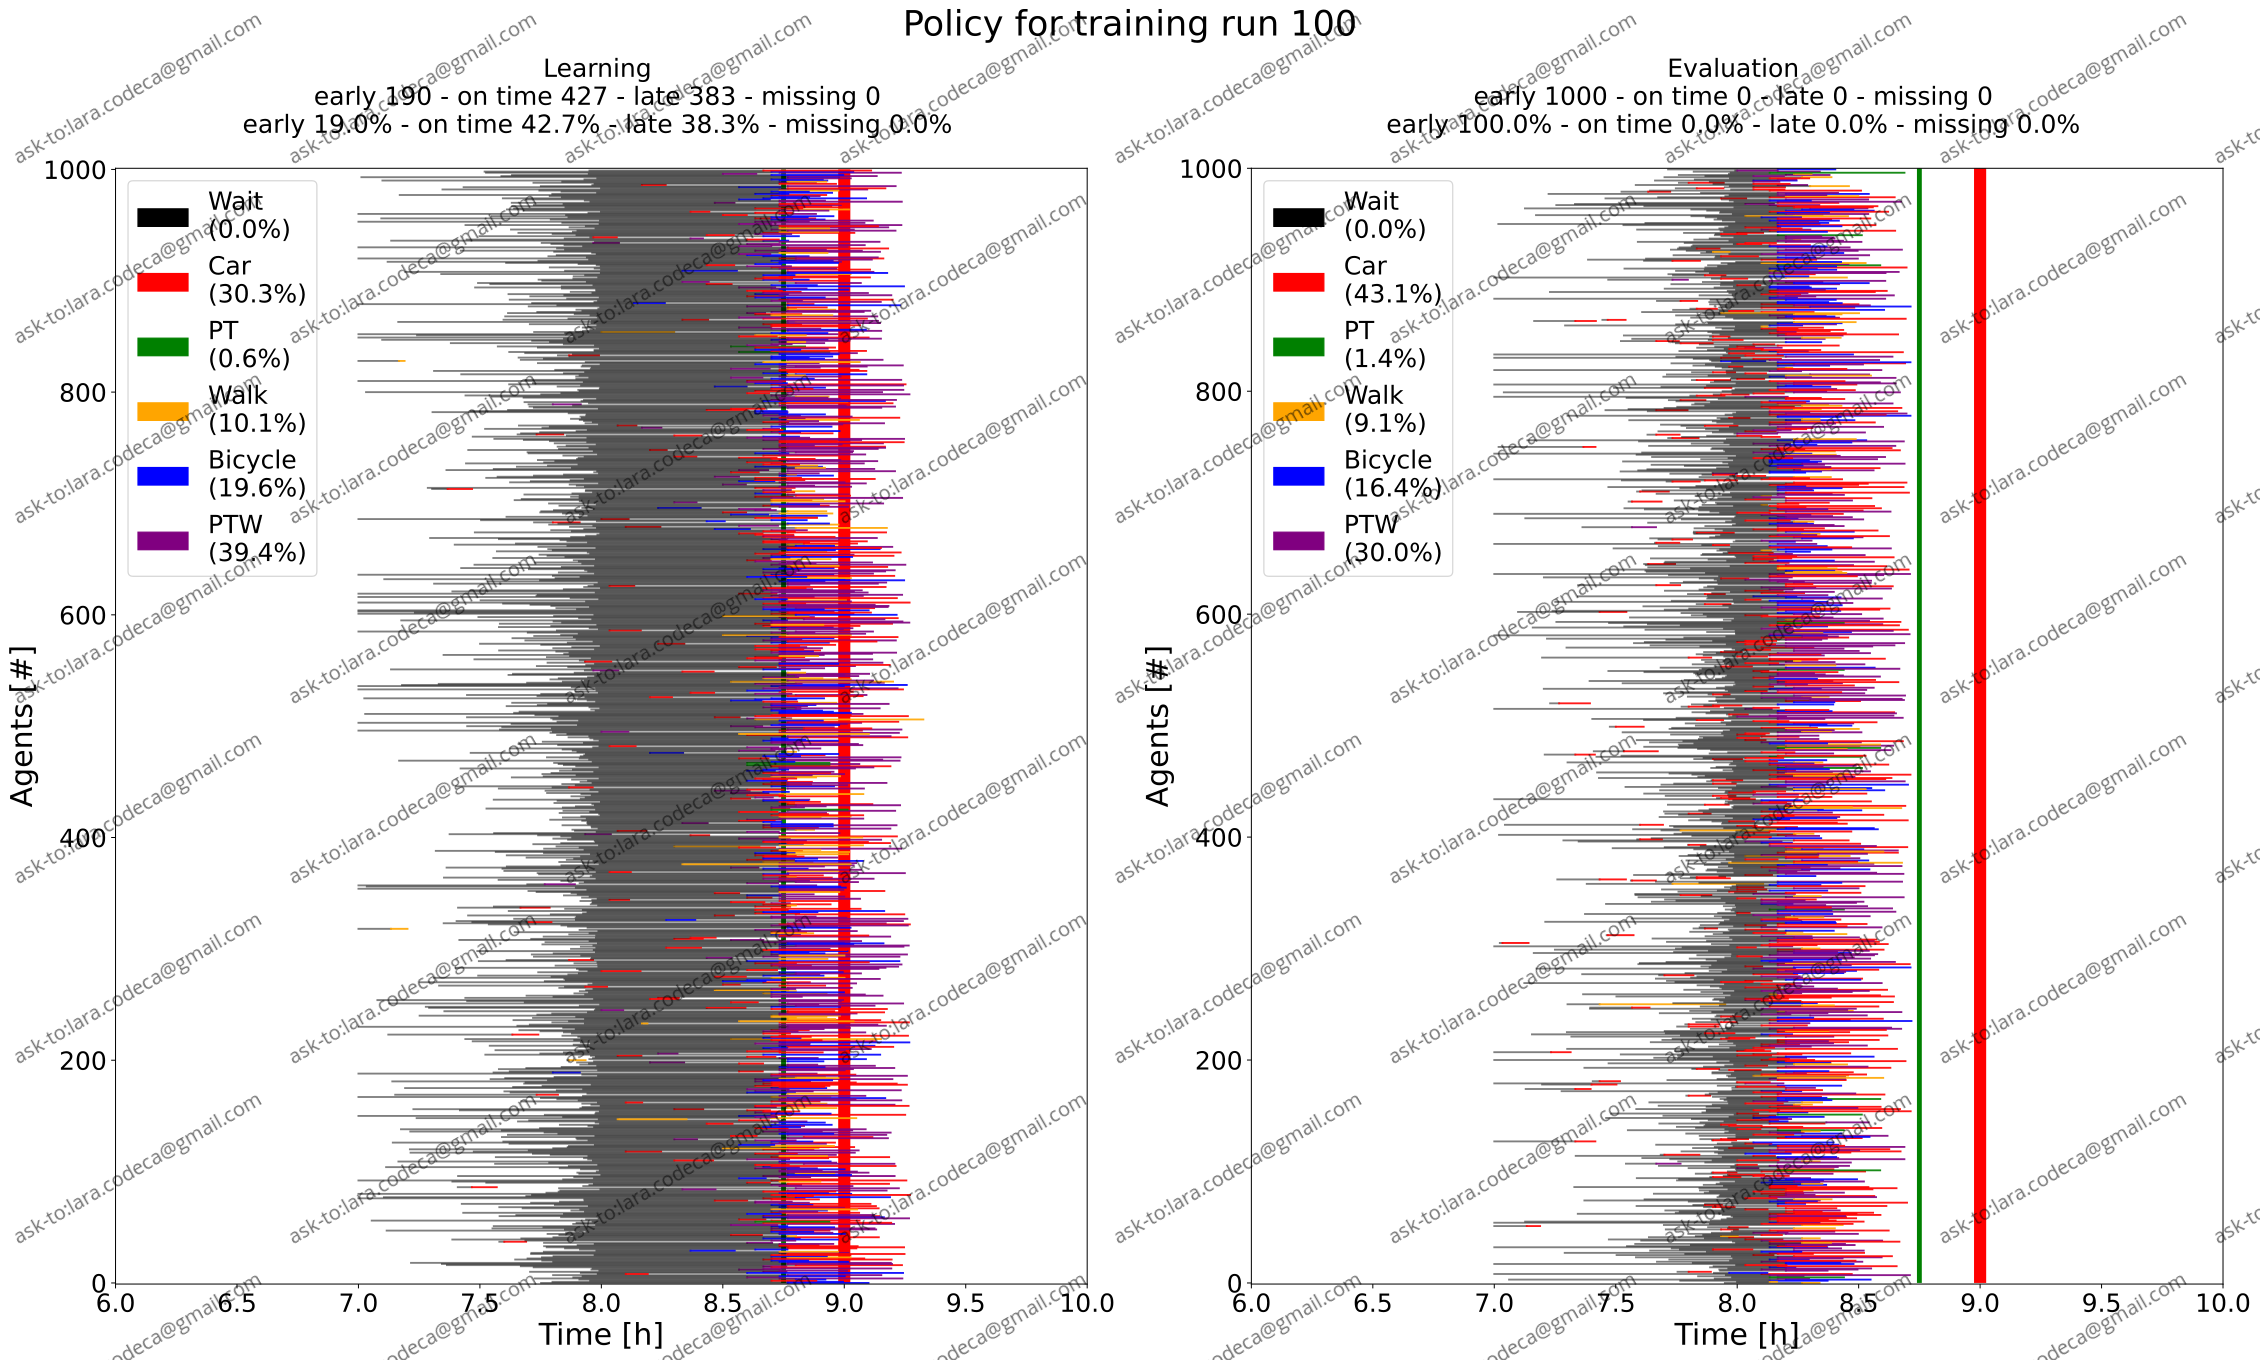 Policy for training run 100
Learning
early 190 - on time 427 - late 383 - missing 0
early 19.0% - on time 42.7% - late 38.3% - missing 0.0%
1000
800
600
400
200
0
Agents [#]
Wait
(0.0%)
Car
(30.3%)
PT
(0.6%)
Walk
(10.1%)
Bicycle
(19.6%)
PTW
(39.4%)
6.0 6.5 7.0 7.5 8.0 8.5 9.0 9.5 10.0
Time [h]
Evaluation
early 1000 - on time 0 - late 0 - missing 0
early 100.0% - on time 0.0% - late 0.0% - missing 0.0%
1000
800
600
400
200
0
Agents [#]
Wait
(0.0%)
Car
(43.1%)
PT
(1.4%)
Walk
(9.1%)
Bicycle
(16.4%)
PTW
(30.0%)
6.0 6.5 7.0 7.5 8.0 8.5 9.0 9.5 10.0
Time [h]
ask-to:lara.codeca@gmail.com